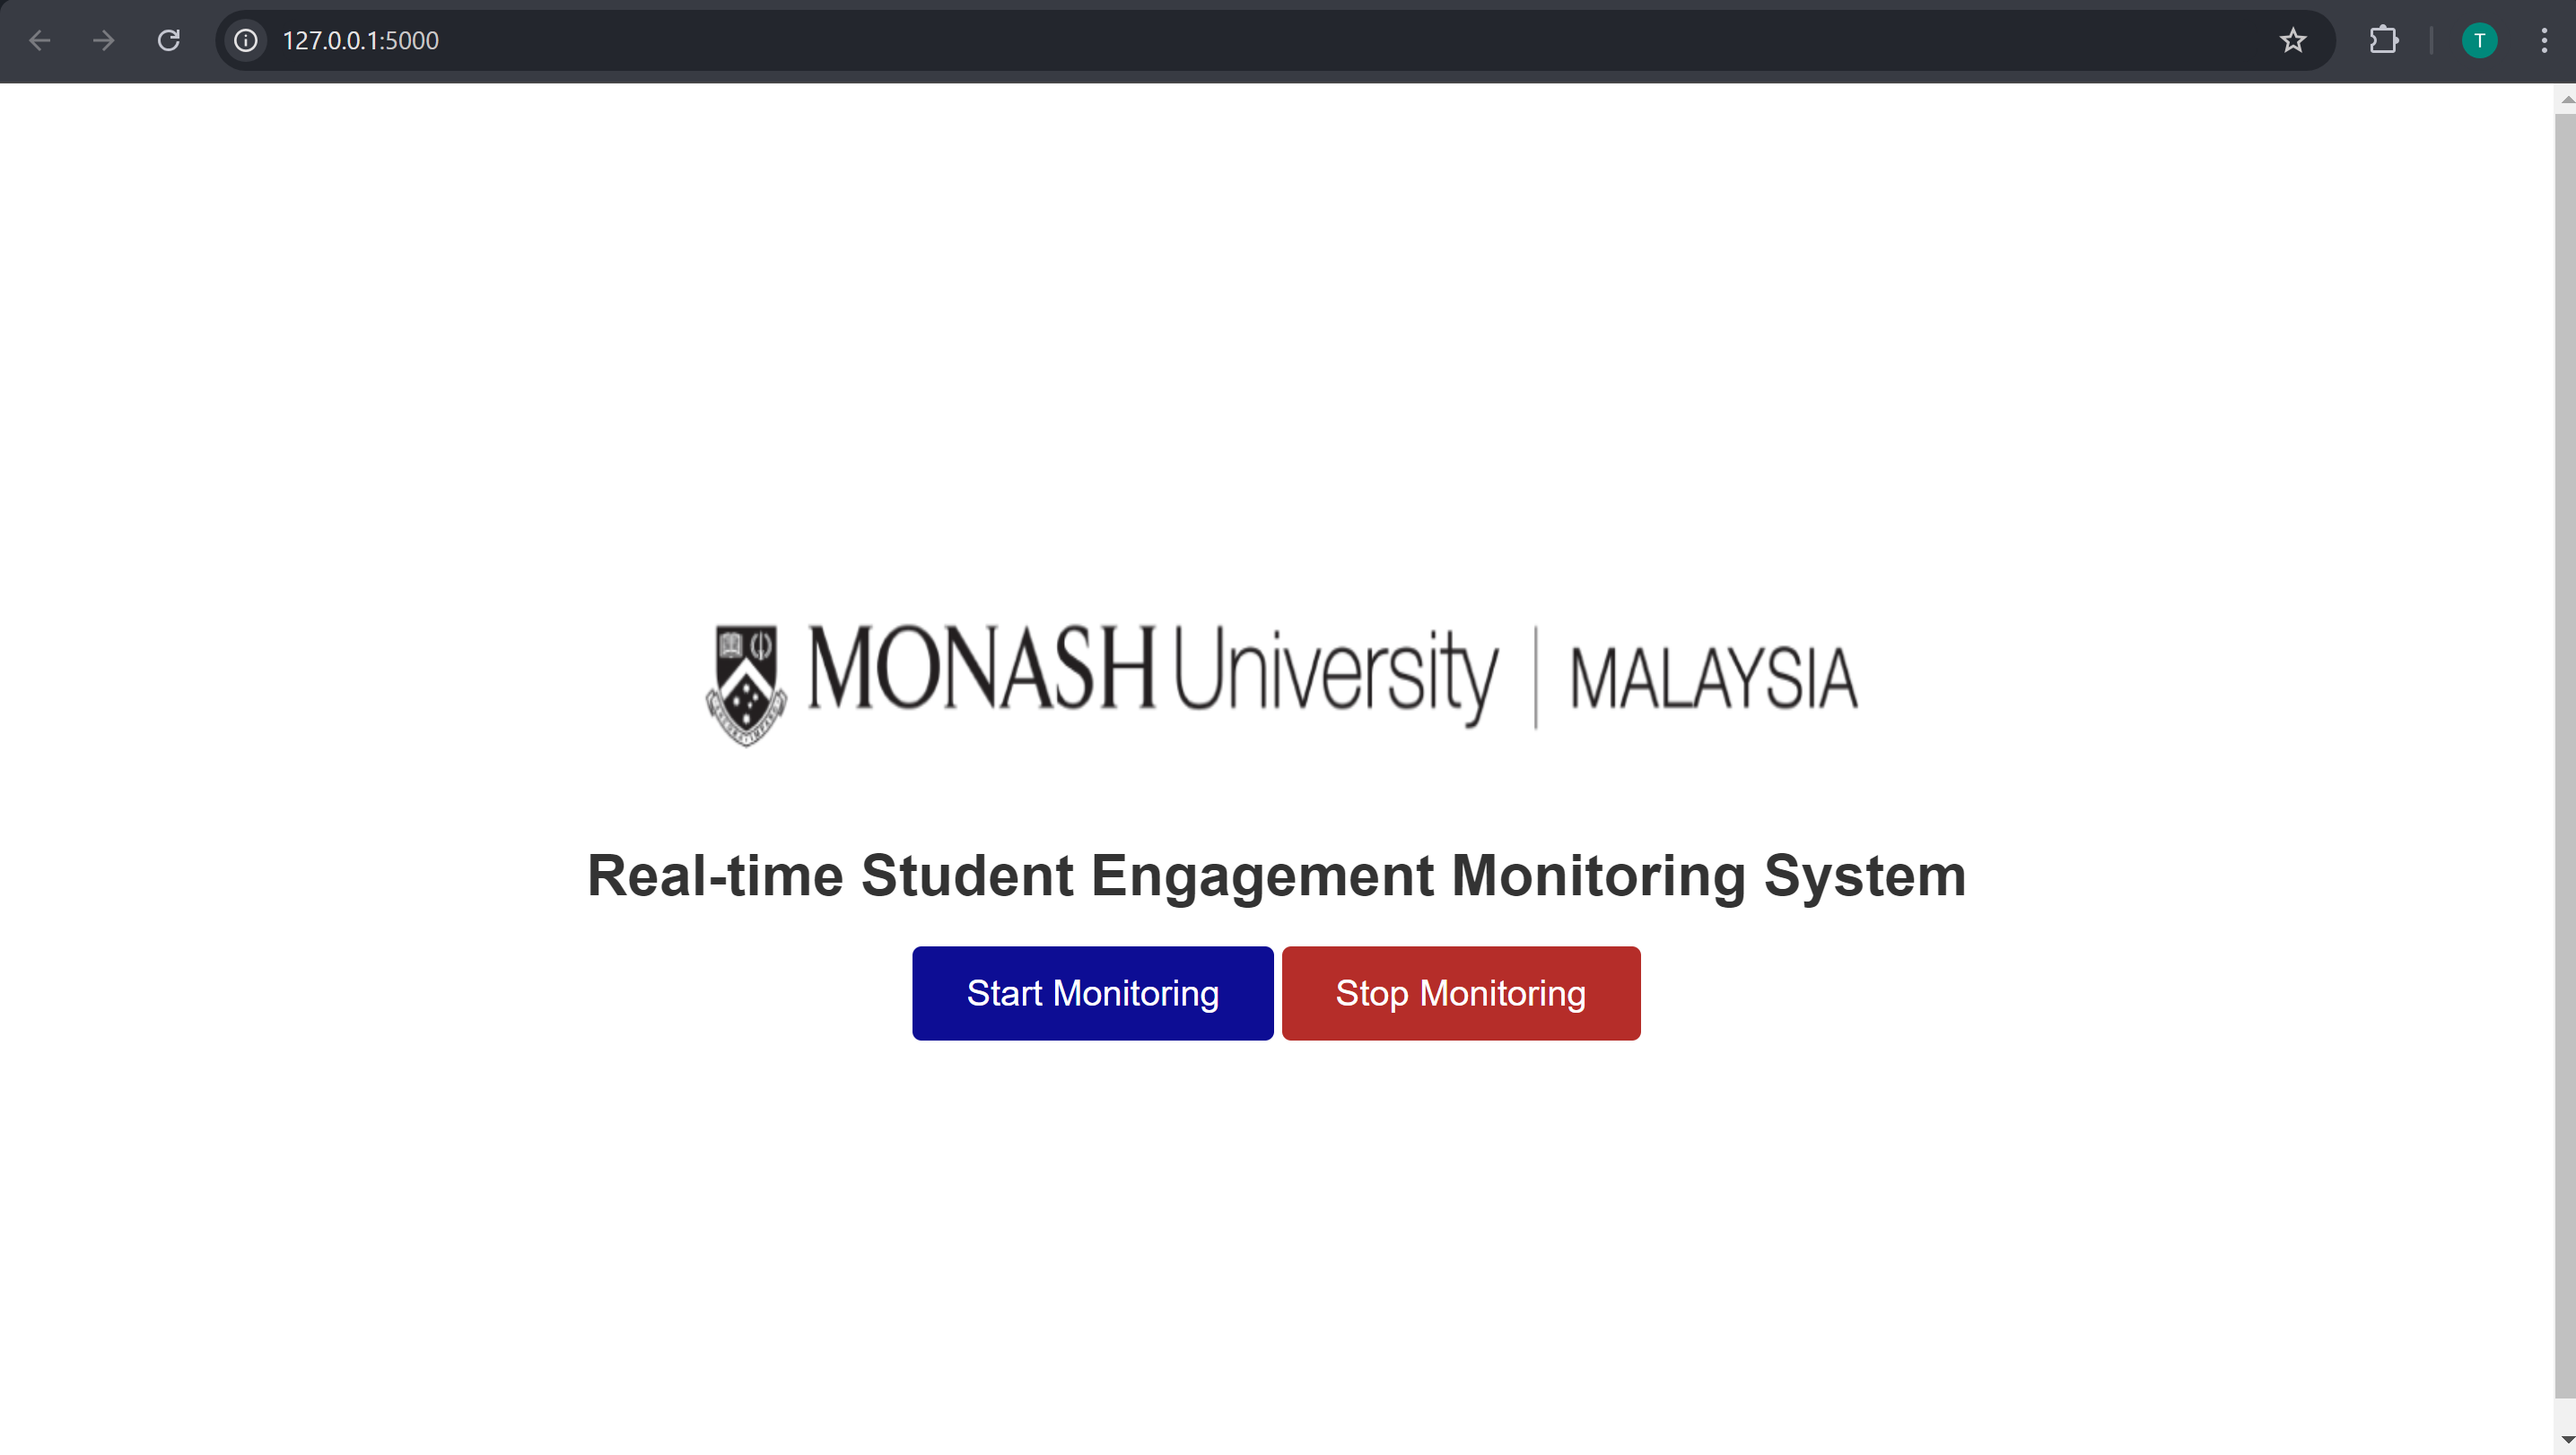 127.0.0.1:5000
T
MONASH University | MALAYSIA
Real-time Student Engagement Monitoring System
Start Monitoring
Stop Monitoring